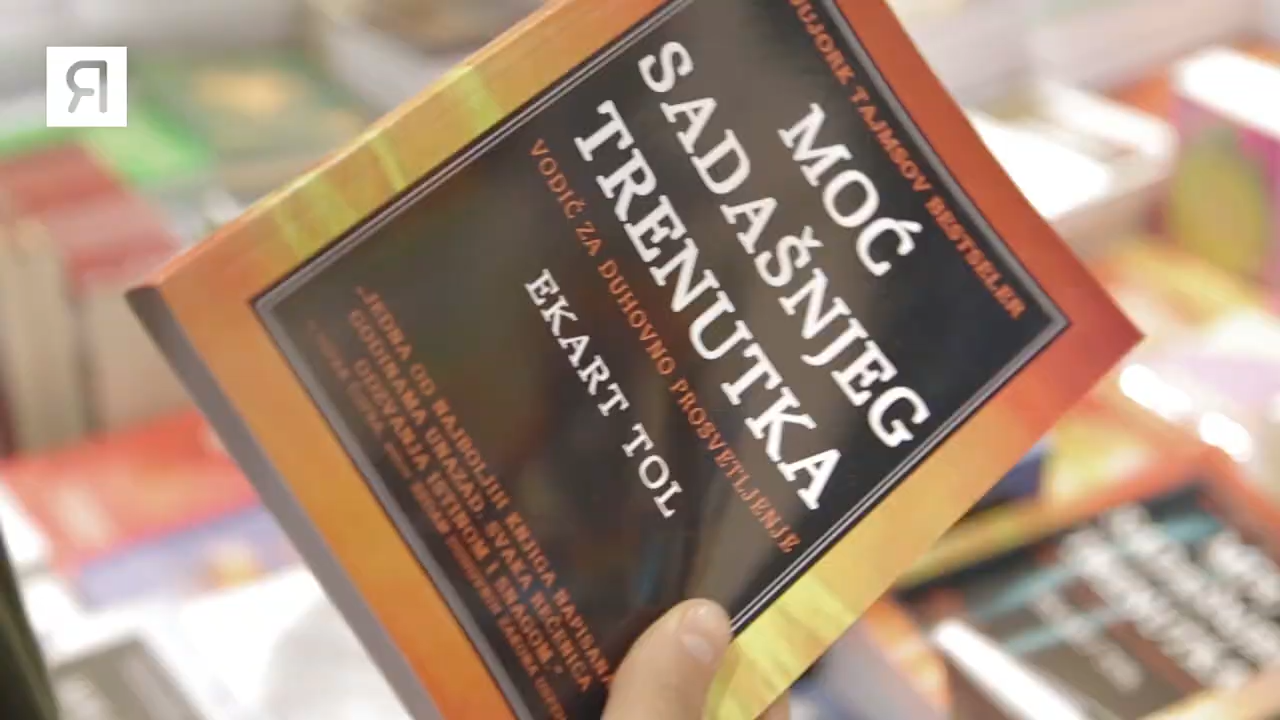 Я
NJUJORK TAJMSOV BESTSELER
MOĆ
SADAŠNJEG
TRENUTKA
VODIČ ZA DUHOVNO PROSVETLJENJE
EKART TOL
„JEDNA OD NAJBOLJIH KNJIGA NAPISANA
GODINAMA UNAZAD. SVAKA REČENICA
ODZVANJA ISTINOM I SNAGOM.“